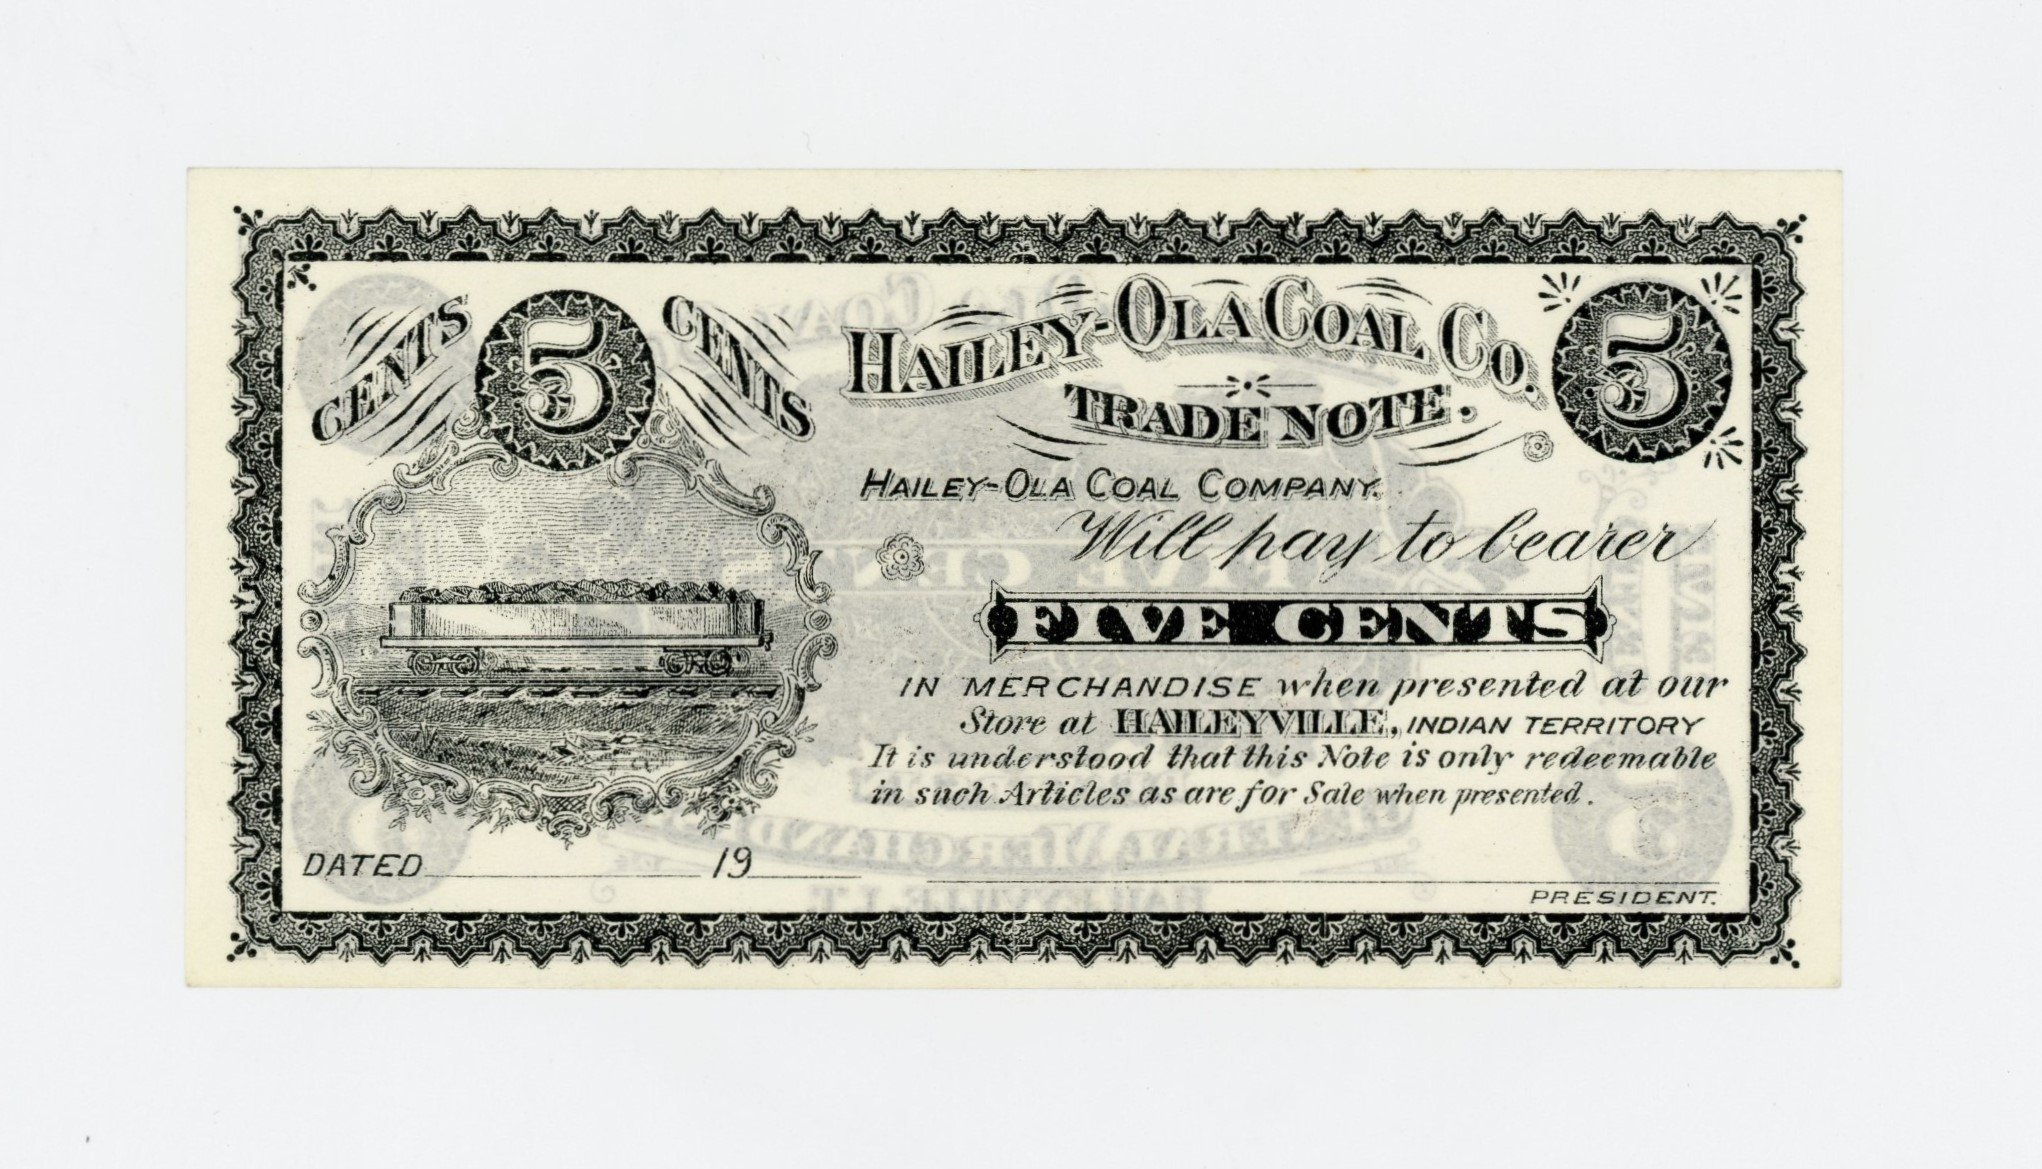 CENTS 5 CENTS
HAILEY-OLA COAL CO. 5
TRADE NOTE.
HAILEY-OLA COAL COMPANY.
Will pay to bearer
FIVE CENTS
IN MERCHANDISE when presented at our
Store at HAILEYVILLE, INDIAN TERRITORY
It is understood that this Note is only redeemable
in such Articles as are for Sale when presented.
DATED 19
PRESIDENT.